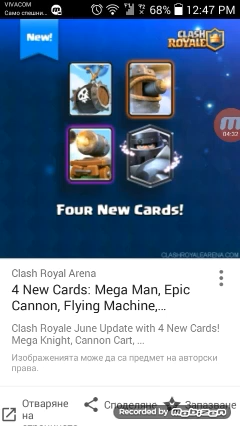 VIVACOM
Само спешни...
68% 12:47 PM
New!
CLASH
ROYALE
04:32
FOUR NEW CARDS!
CLASHROYALEARENA.COM
Clash Royal Arena
4 New Cards: Mega Man, Epic
Cannon, Flying Machine,...
Clash Royale June Update with 4 New Cards!
Mega Knight, Cannon Cart, ...
Изображенията може да са предмет на авторски
права.
Отваряне
на
Споделяне
Запазване
Recorded by MOBIZEN